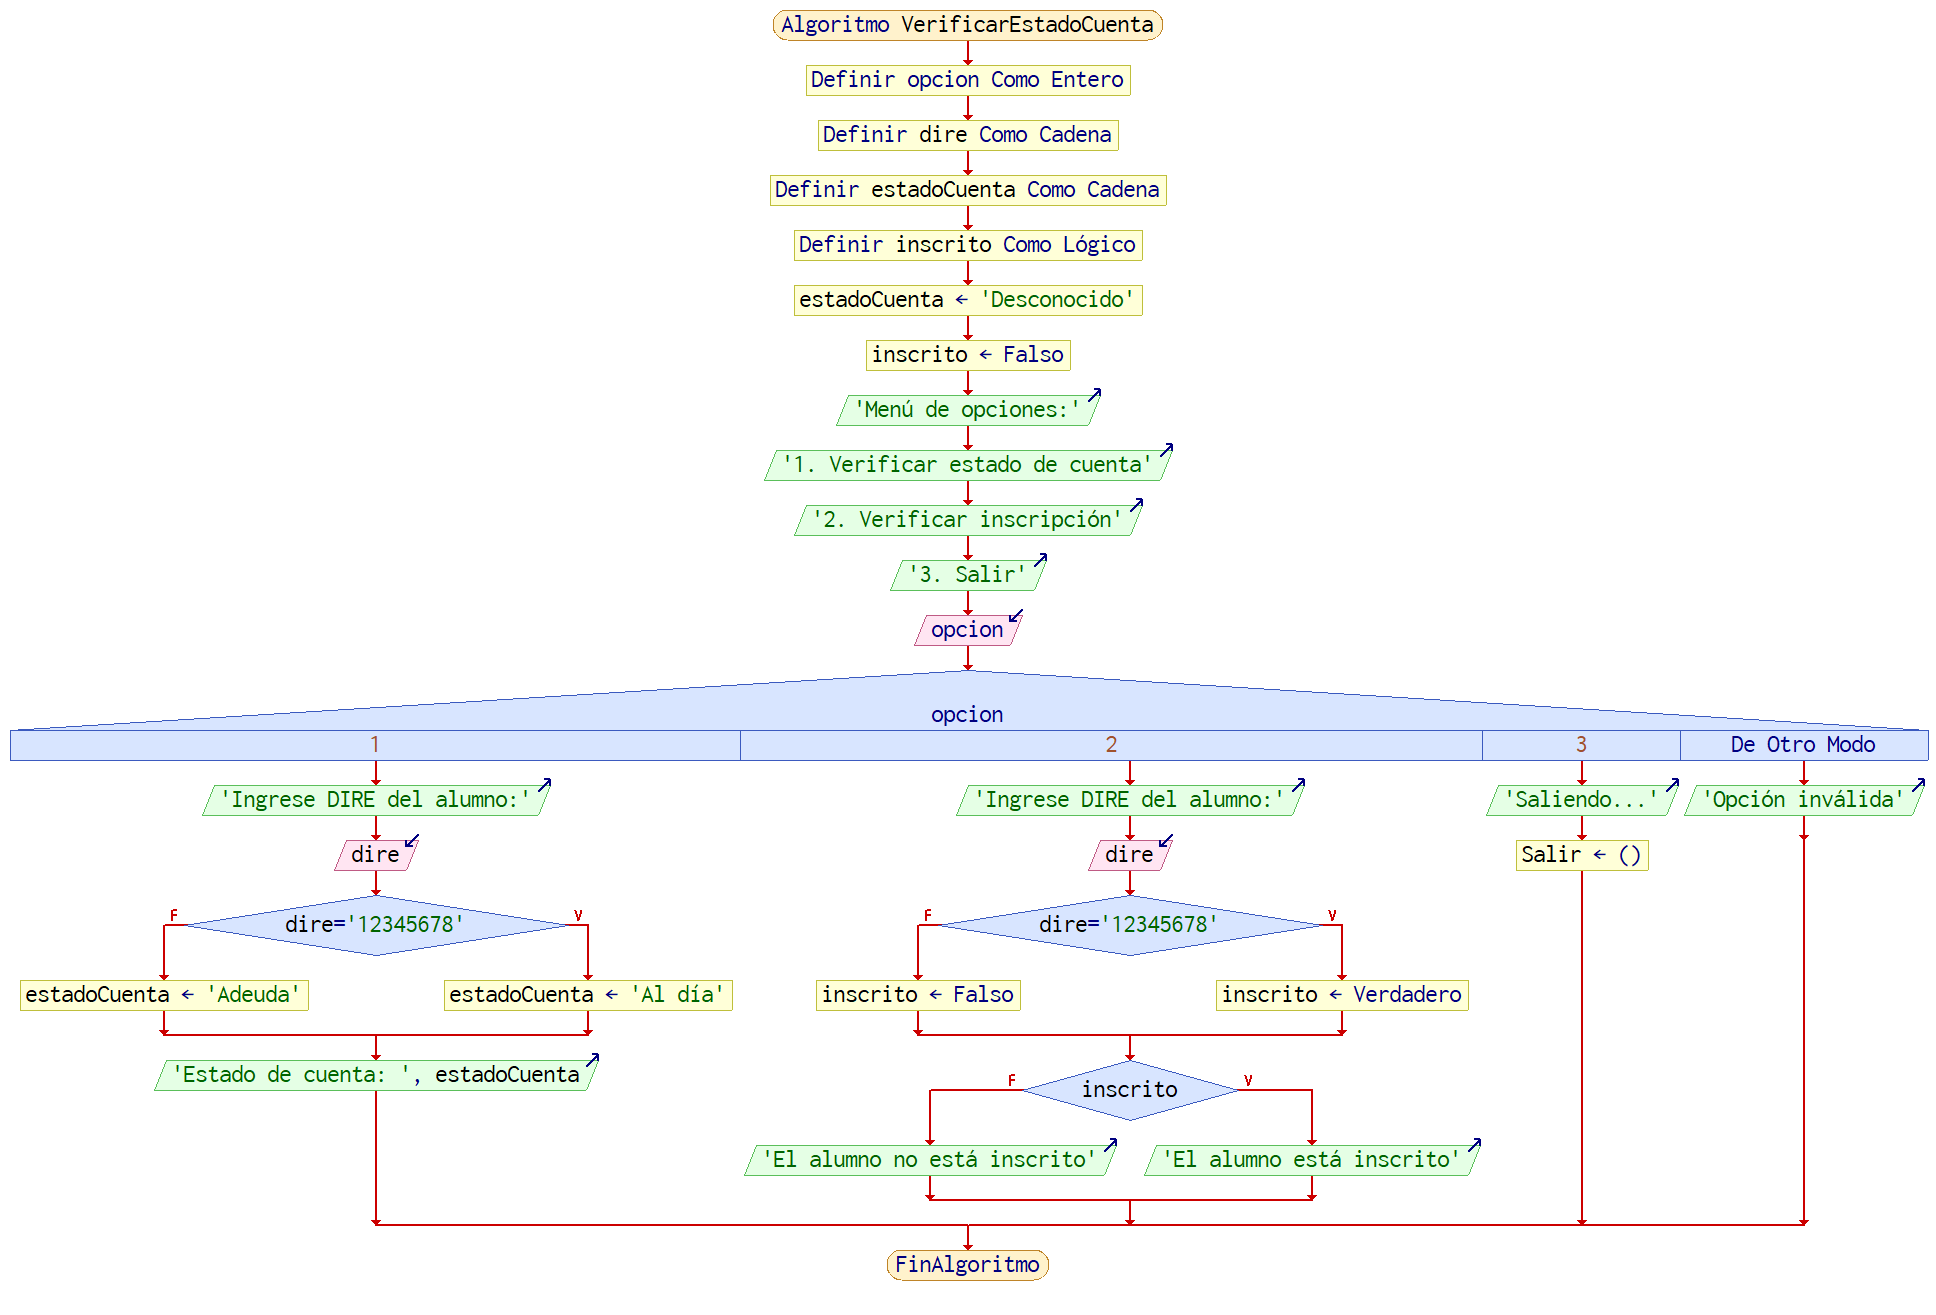 Algoritmo VerificarEstadoCuenta
Definir opcion Como Entero
Definir dire Como Cadena
Definir estadoCuenta Como Cadena
Definir inscrito Como Lógico
estadoCuenta ← 'Desconocido'
inscrito ← Falso
'Menú de opciones:'
'1. Verificar estado de cuenta'
'2. Verificar inscripción'
'3. Salir'
opcion
opcion
1
2
3
De Otro Modo
'Ingrese DIRE del alumno:'
'Ingrese DIRE del alumno:'
'Saliendo...'
'Opción inválida'
dire
dire
Salir ← ()
F
dire='12345678'
V
F
dire='12345678'
V
estadoCuenta ← 'Adeuda'
estadoCuenta ← 'Al día'
inscrito ← Falso
inscrito ← Verdadero
'Estado de cuenta: ', estadoCuenta
F
inscrito
V
'El alumno no está inscrito'
'El alumno está inscrito'
FinAlgoritmo